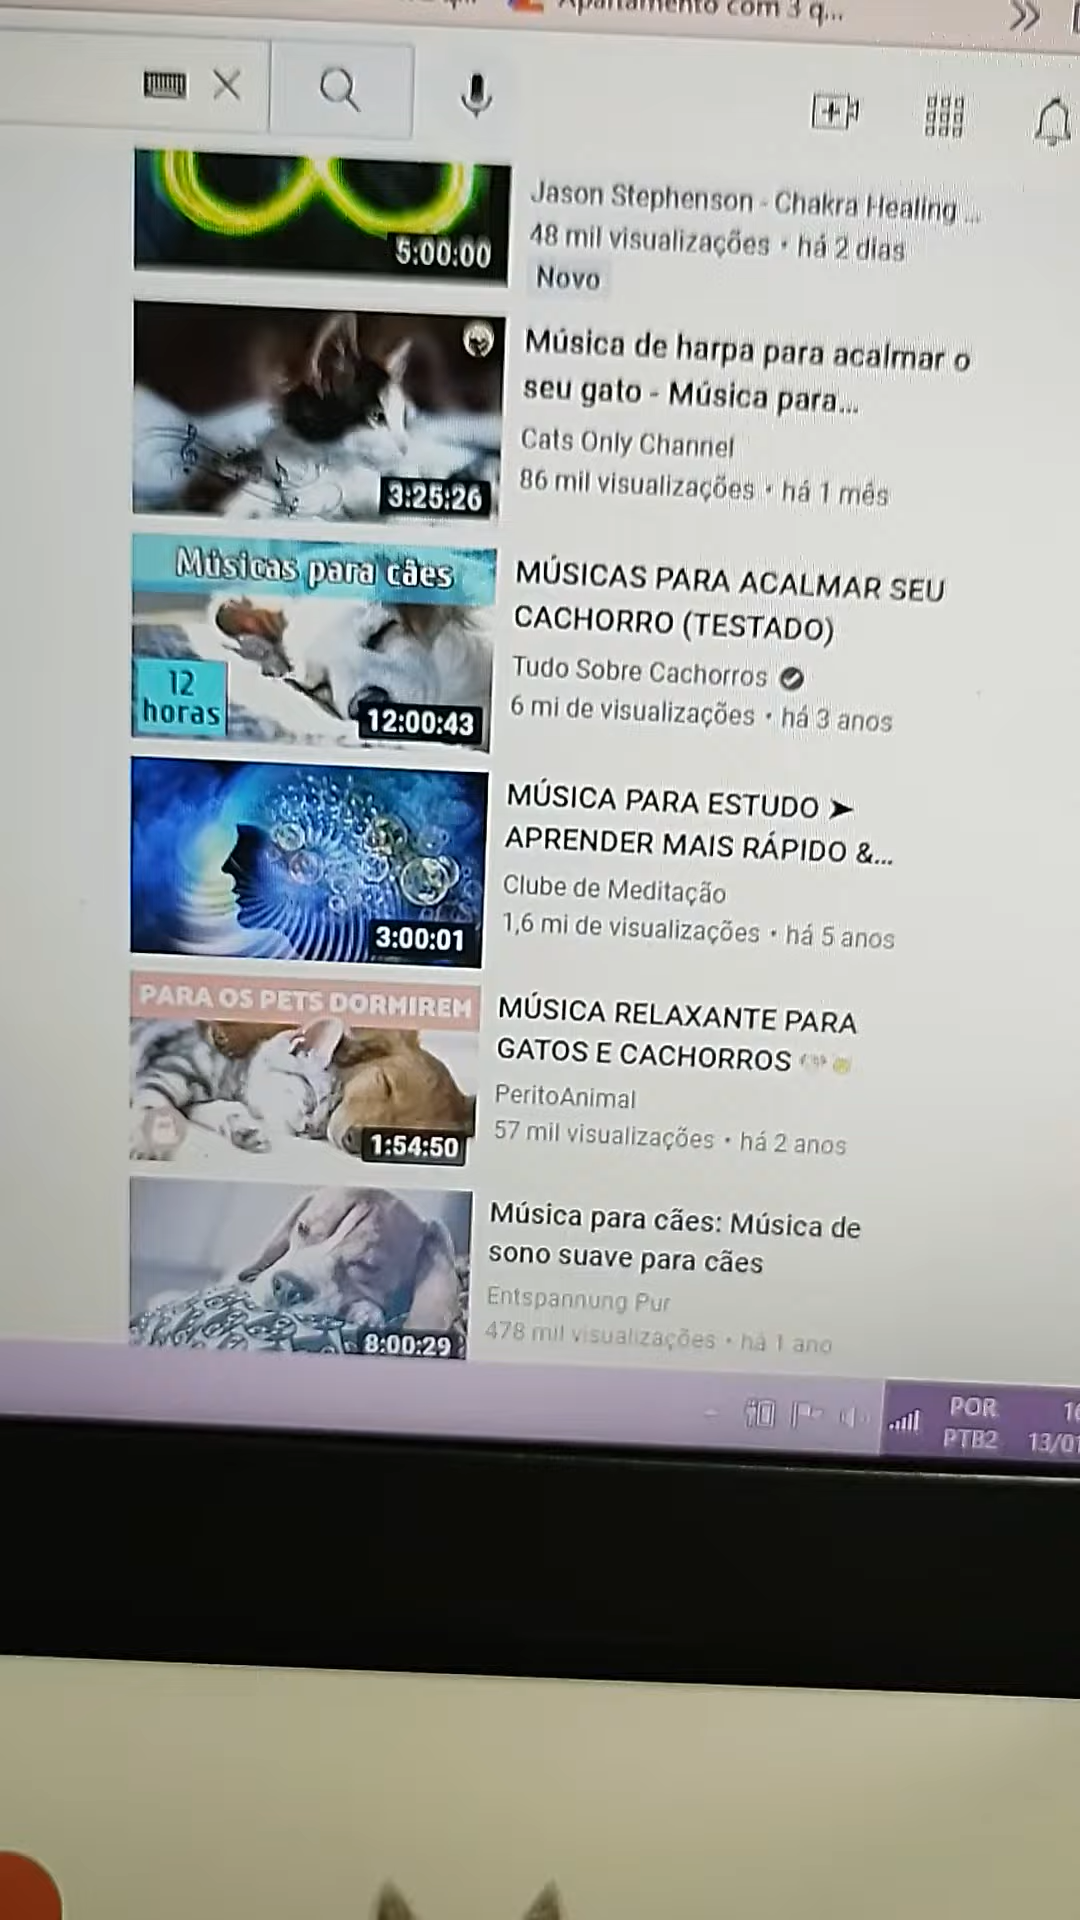 Apartamento com 3 q...
Jason Stephenson - Chakra Healing ...
48 mil visualizações • há 2 dias
5:00:00
Novo
Música de harpa para acalmar o
seu gato - Música para...
Cats Only Channel
86 mil visualizações • há 1 mês
3:25:26
Músicas para cães
12
horas
12:00:43
MÚSICAS PARA ACALMAR SEU
CACHORRO (TESTADO)
Tudo Sobre Cachorros
6 mi de visualizações • há 3 anos
MÚSICA PARA ESTUDO ➤
APRENDER MAIS RÁPIDO &...
Clube de Meditação
1,6 mi de visualizações • há 5 anos
3:00:01
PARA OS PETS DORMIREM
1:54:50
MÚSICA RELAXANTE PARA
GATOS E CACHORROS
PeritoAnimal
57 mil visualizações • há 2 anos
Música para cães: Música de
sono suave para cães
Entspannung Pur
478 mil visualizações • há 1 ano
8:00:29
POR
PTB2
16
13/01